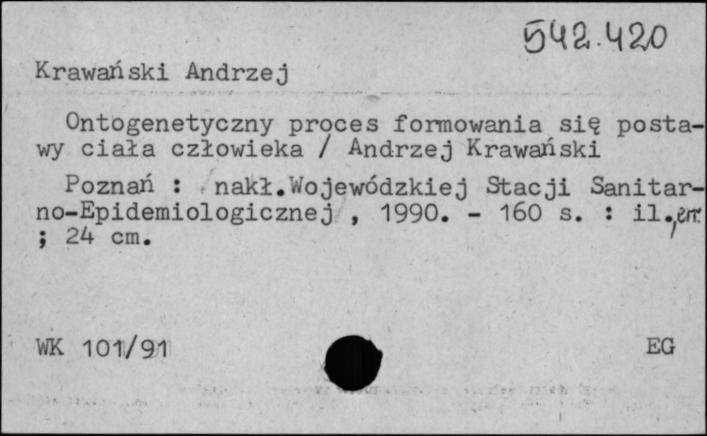 542.420
Krawański Andrzej
Ontogenetyczny proces formowania się posta-
wy ciała człowieka / Andrzej Krawański
Poznań : nakł.Wojewódzkiej Stacji Sanitar-
no-Epidemiologicznej , 1990. - 160 s. : il.,err.
; 24 cm.
WK 101/91
EG